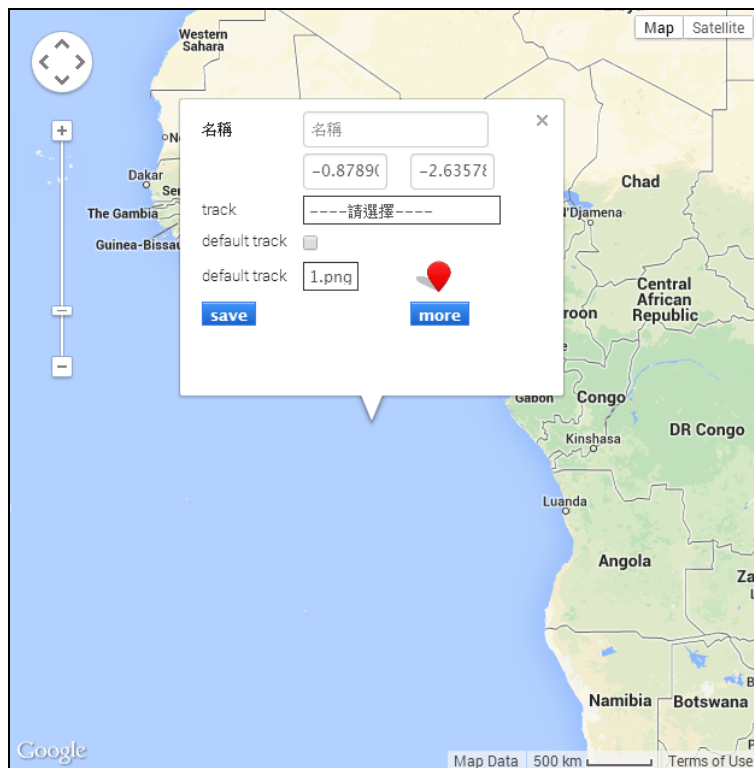 Western
Sahara
Map
Satellite
Dakar
The Gambia
Guinea-Bissau
名稱
名稱
-0.8789
-2.63578
track
----請選擇----
default track
default track
1.png
save
more
Chad
N'Djamena
Central
African
Republic
Gabon
Congo
DR Congo
Kinshasa
Luanda
Angola
Namibia
Botswana
Google
Map Data
500 km
Terms of Use